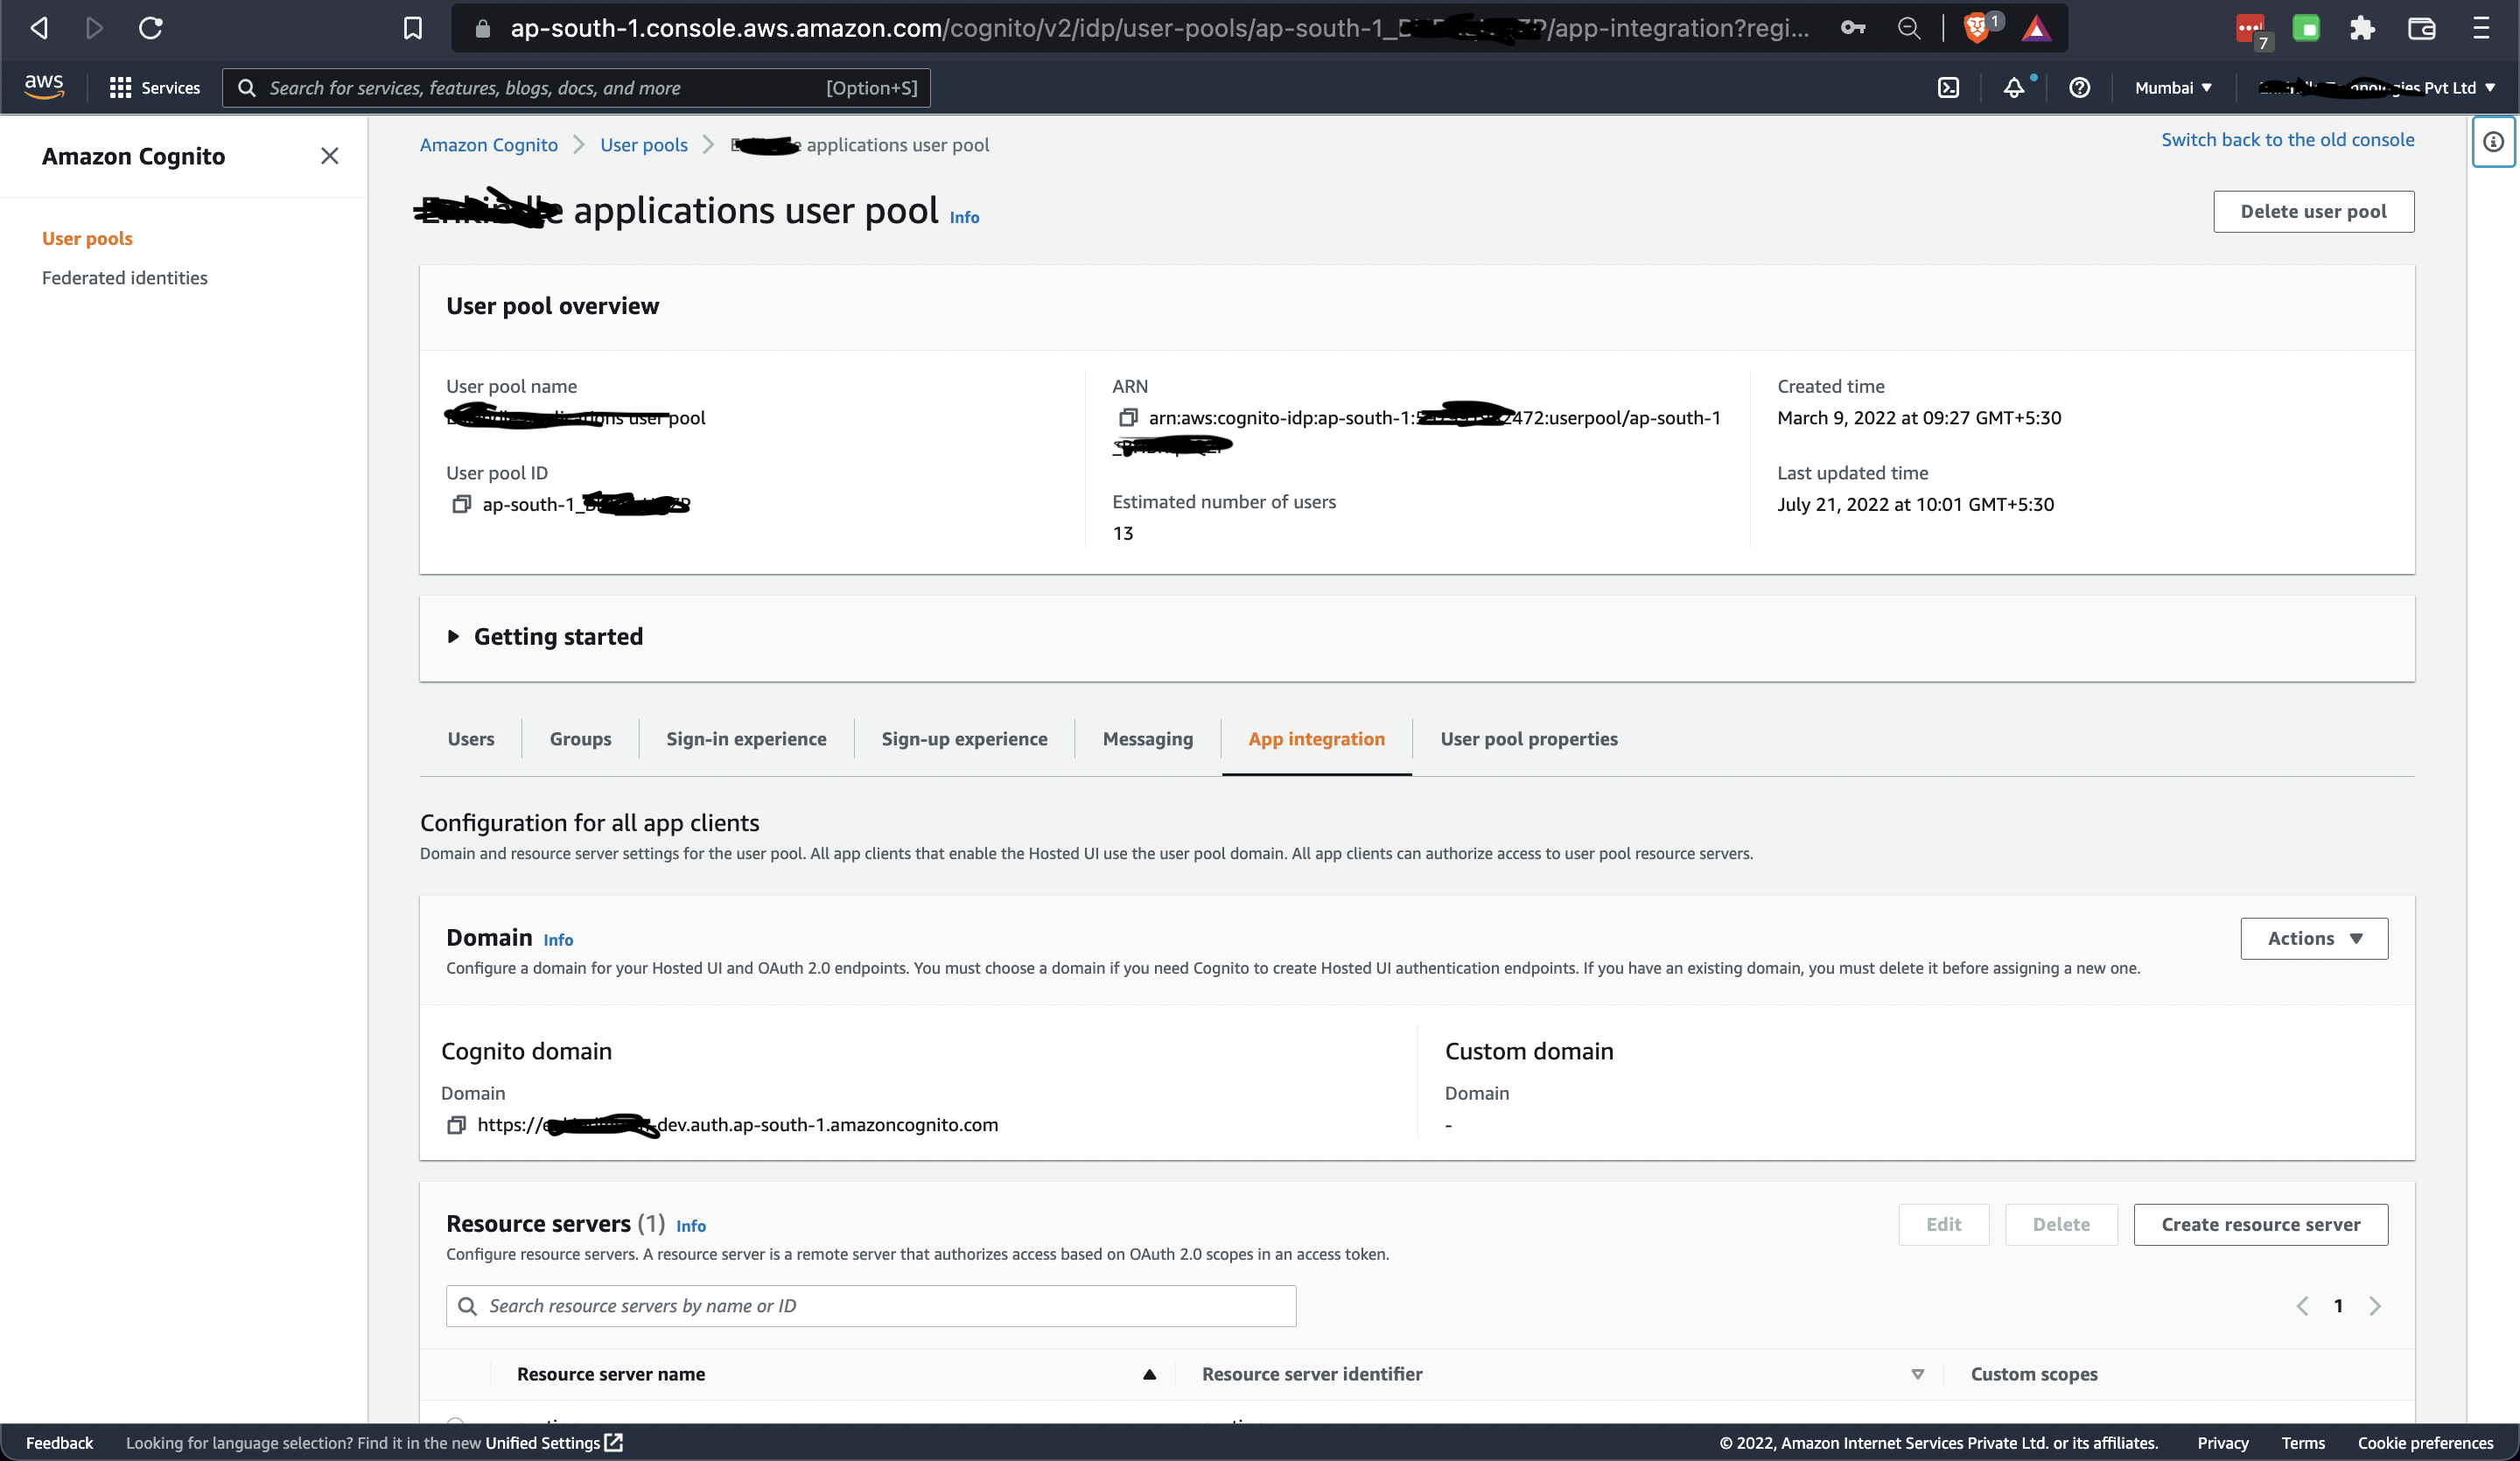 ap-south-1.console.aws.amazon.com/cognito/v2/idp/user-pools/ap-south-1_ /app-integration?regi...
1
7
aws
Services
Search for services, features, blogs, docs, and more
[Option+S]
Mumbai
Pvt Ltd
Amazon Cognito
User pools
Federated identities
Amazon Cognito
User pools
applications user pool
Switch back to the old console
applications user pool Info
Delete user pool
User pool overview
User pool name
user pool
User pool ID
ap-south-1_
ARN
arn:aws:cognito-idp:ap-south-1: 2472:userpool/ap-south-1
Estimated number of users
13
Created time
March 9, 2022 at 09:27 GMT+5:30
Last updated time
July 21, 2022 at 10:01 GMT+5:30
Getting started
Users
Groups
Sign-in experience
Sign-up experience
Messaging
App integration
User pool properties
Configuration for all app clients
Domain and resource server settings for the user pool. All app clients that enable the Hosted UI use the user pool domain. All app clients can authorize access to user pool resource servers.
Domain Info
Configure a domain for your Hosted UI and OAuth 2.0 endpoints. You must choose a domain if you need Cognito to create Hosted UI authentication endpoints. If you have an existing domain, you must delete it before assigning a new one.
Actions
Cognito domain
Domain
https:// -dev.auth.ap-south-1.amazoncognito.com
Custom domain
Domain
-
Resource servers (1) Info
Configure resource servers. A resource server is a remote server that authorizes access based on OAuth 2.0 scopes in an access token.
Edit
Delete
Create resource server
Search resource servers by name or ID
1
Resource server name
Resource server identifier
Custom scopes
Feedback
Looking for language selection? Find it in the new Unified Settings
© 2022, Amazon Internet Services Private Ltd. or its affiliates.
Privacy
Terms
Cookie preferences